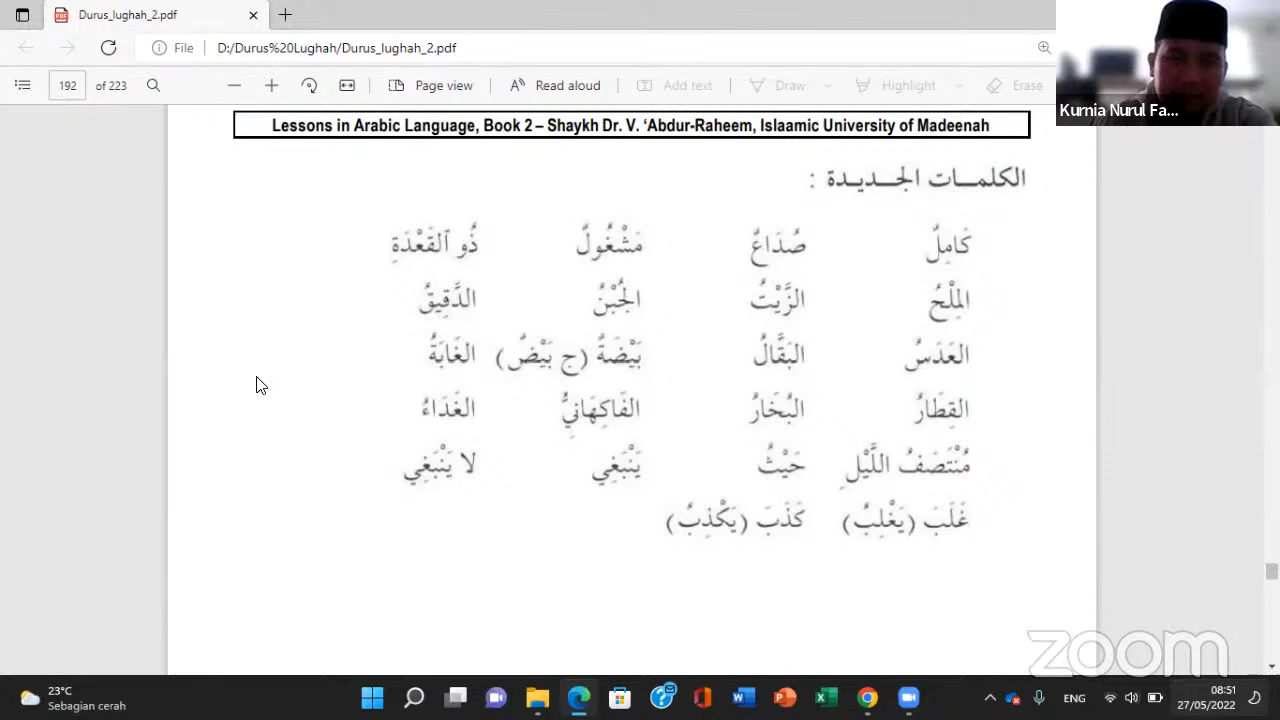 Durus_lughah_2.pdf
File D:/Durus%20Lughah/Durus_lughah_2.pdf
192 of 223 Page view Read aloud Add text Draw Highlight Erase
Kurnia Nurul Fa...
Lessons in Arabic Language, Book 2 – Shaykh Dr. V. ‘Abdur-Raheem, Islaamic University of Madeenah
الكلمـــات الجـــديـــدة :
كَامِلٌ صُدَاعٌ مَشْغُولٌ ذُو ٱلقَعْدَةِ
المِلْحُ الزَّيْتُ الجُبْنُ الدَّقِيقُ
العَدَسُ البَقَّالُ بَيْضَةٌ (ج بَيْضٌ) الغَابَةُ
القِطَارُ البُخَارُ الفَاكِهَانِيُّ الغَدَاءُ
مُنْتَصَفُ اللَّيْلِ حَيْثُ يَنْبَغِي لا يَنْبَغِي
غَلَبَ (يَغْلِبُ) كَذَبَ (يَكْذِبُ)
zoom
23°C
Sebagian cerah
ENG
08:51
27/05/2022